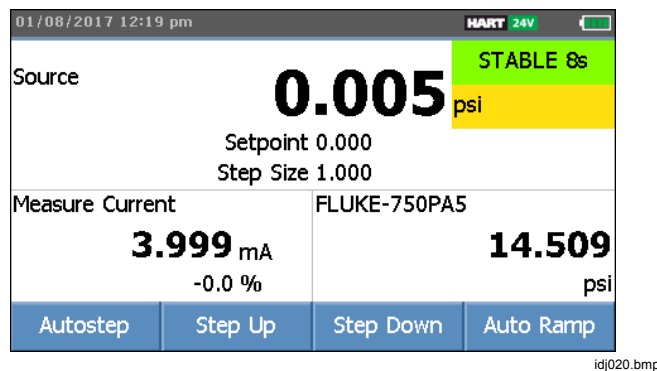 01/08/2017 12:19 pm HART 24V
STABLE 8s
Source
0.005 psi
Setpoint 0.000
Step Size 1.000
Measure Current FLUKE-750PA5
3.999 mA 14.509
-0.0 % psi
Autostep Step Up Step Down Auto Ramp
idj020.bmp